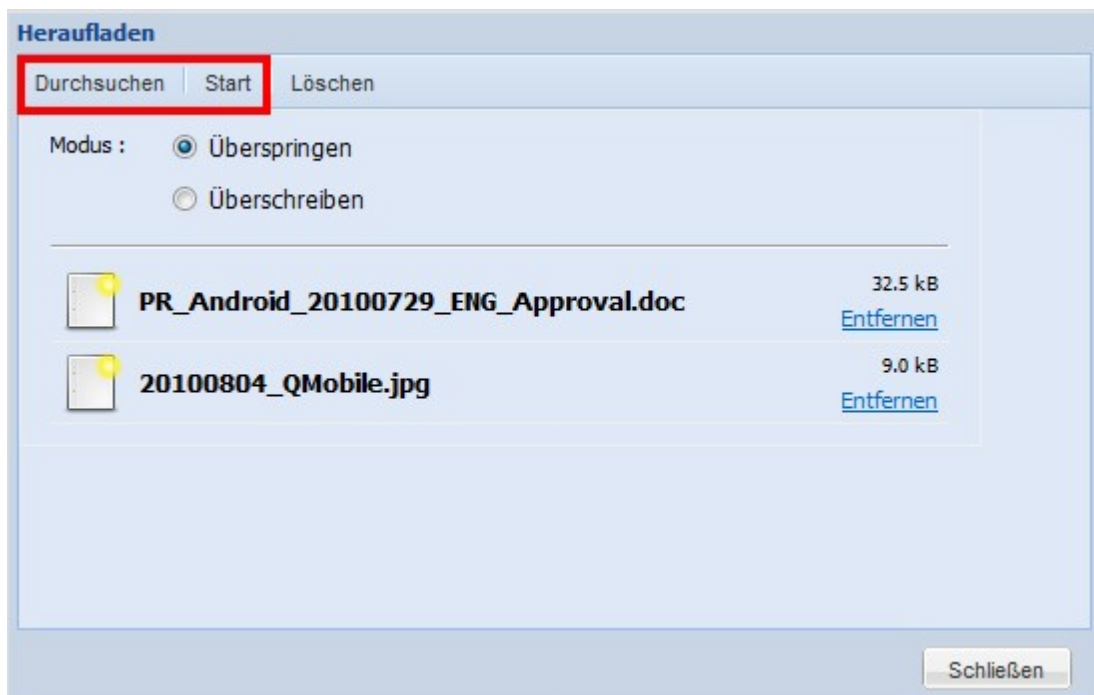 Heraufladen
Durchsuchen Start Löschen
Modus : Überspringen
Überschreiben
PR_Android_20100729_ENG_Approval.doc 32.5 kB
Entfernen
20100804_QMobile.jpg 9.0 kB
Entfernen
Schließen